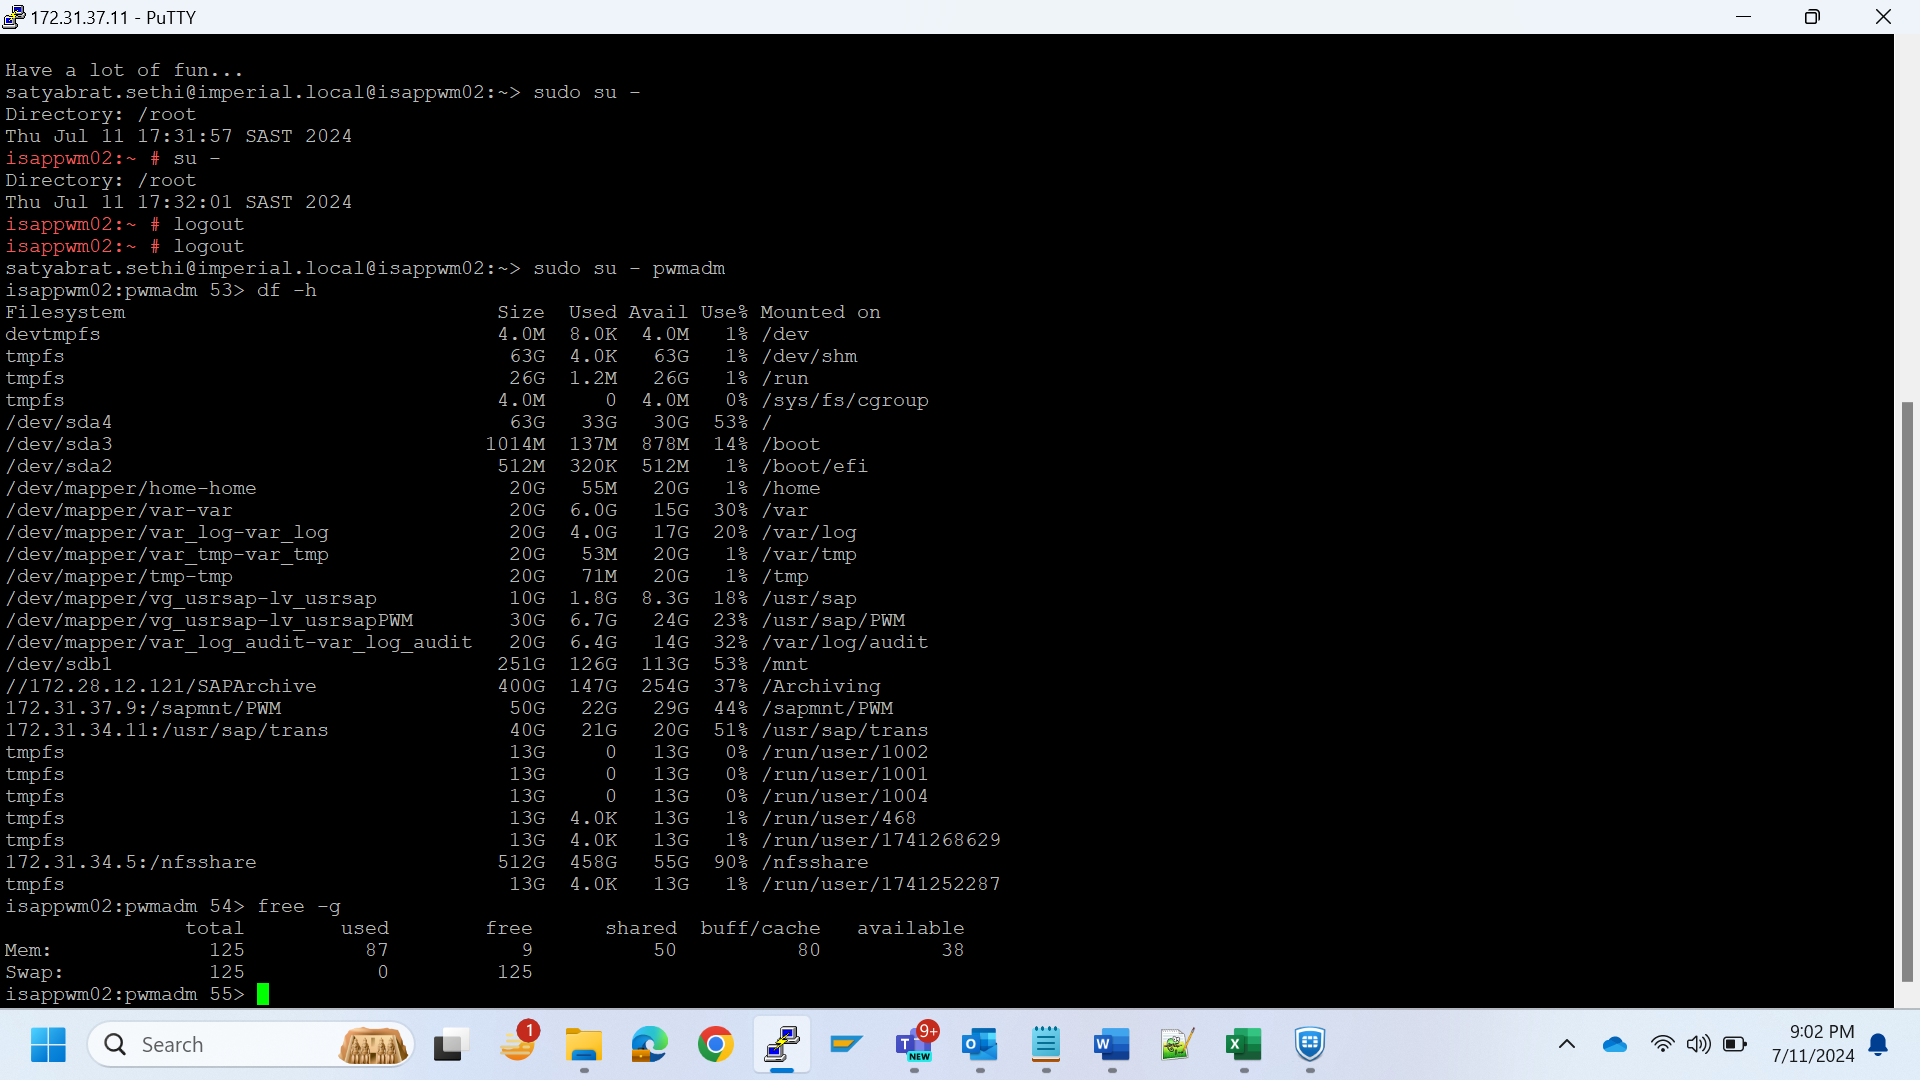 172.31.37.11 - PuTTY
Have a lot of fun...
satyabrat.sethi@imperial.local@isappwm02:~> sudo su -
Directory: /root
Thu Jul 11 17:31:57 SAST 2024
isappwm02:~ # su -
Directory: /root
Thu Jul 11 17:32:01 SAST 2024
isappwm02:~ # logout
isappwm02:~ # logout
satyabrat.sethi@imperial.local@isappwm02:~> sudo su - pwmadm
isappwm02:pwmadm 53> df -h
Filesystem Size Used Avail Use% Mounted on
devtmpfs 4.0M 8.0K 4.0M 1% /dev
tmpfs 63G 4.0K 63G 1% /dev/shm
tmpfs 26G 1.2M 26G 1% /run
tmpfs 4.0M 0 4.0M 0% /sys/fs/cgroup
/dev/sda4 63G 33G 30G 53% /
/dev/sda3 1014M 137M 878M 14% /boot
/dev/sda2 512M 320K 512M 1% /boot/efi
/dev/mapper/home-home 20G 55M 20G 1% /home
/dev/mapper/var-var 20G 6.0G 15G 30% /var
/dev/mapper/var_log-var_log 20G 4.0G 17G 20% /var/log
/dev/mapper/var_tmp-var_tmp 20G 53M 20G 1% /var/tmp
/dev/mapper/tmp-tmp 20G 71M 20G 1% /tmp
/dev/mapper/vg_usrsap-lv_usrsap 10G 1.8G 8.3G 18% /usr/sap
/dev/mapper/vg_usrsap-lv_usrsapPWM 30G 6.7G 24G 23% /usr/sap/PWM
/dev/mapper/var_log_audit-var_log_audit 20G 6.4G 14G 32% /var/log/audit
/dev/sdb1 251G 126G 113G 53% /mnt
//172.28.12.121/SAPArchive 400G 147G 254G 37% /Archiving
172.31.37.9:/sapmnt/PWM 50G 22G 29G 44% /sapmnt/PWM
172.31.34.11:/usr/sap/trans 40G 21G 20G 51% /usr/sap/trans
tmpfs 13G 0 13G 0% /run/user/1002
tmpfs 13G 0 13G 0% /run/user/1001
tmpfs 13G 0 13G 0% /run/user/1004
tmpfs 13G 4.0K 13G 1% /run/user/468
tmpfs 13G 4.0K 13G 1% /run/user/1741268629
172.31.34.5:/nfsshare 512G 458G 55G 90% /nfsshare
tmpfs 13G 4.0K 13G 1% /run/user/1741252287
isappwm02:pwmadm 54> free -g
total used free shared buff/cache available
Mem: 125 87 9 50 80 38
Swap: 125 0 125
isappwm02:pwmadm 55>
Search
1
9+
NEW
9:02 PM
7/11/2024